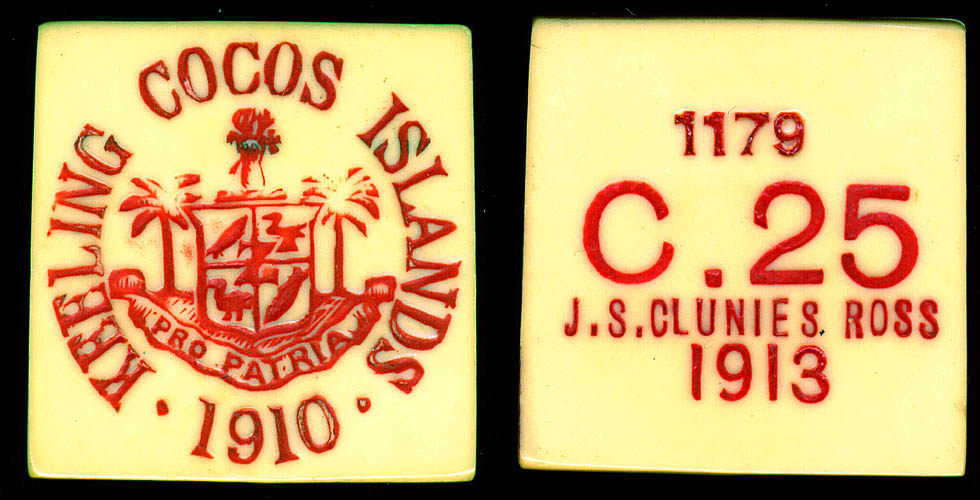 KEELING COCOS ISLANDS
PRO PATRIA
· 1910 ·
1179
C.25
J.S.CLUNIES ROSS
1913